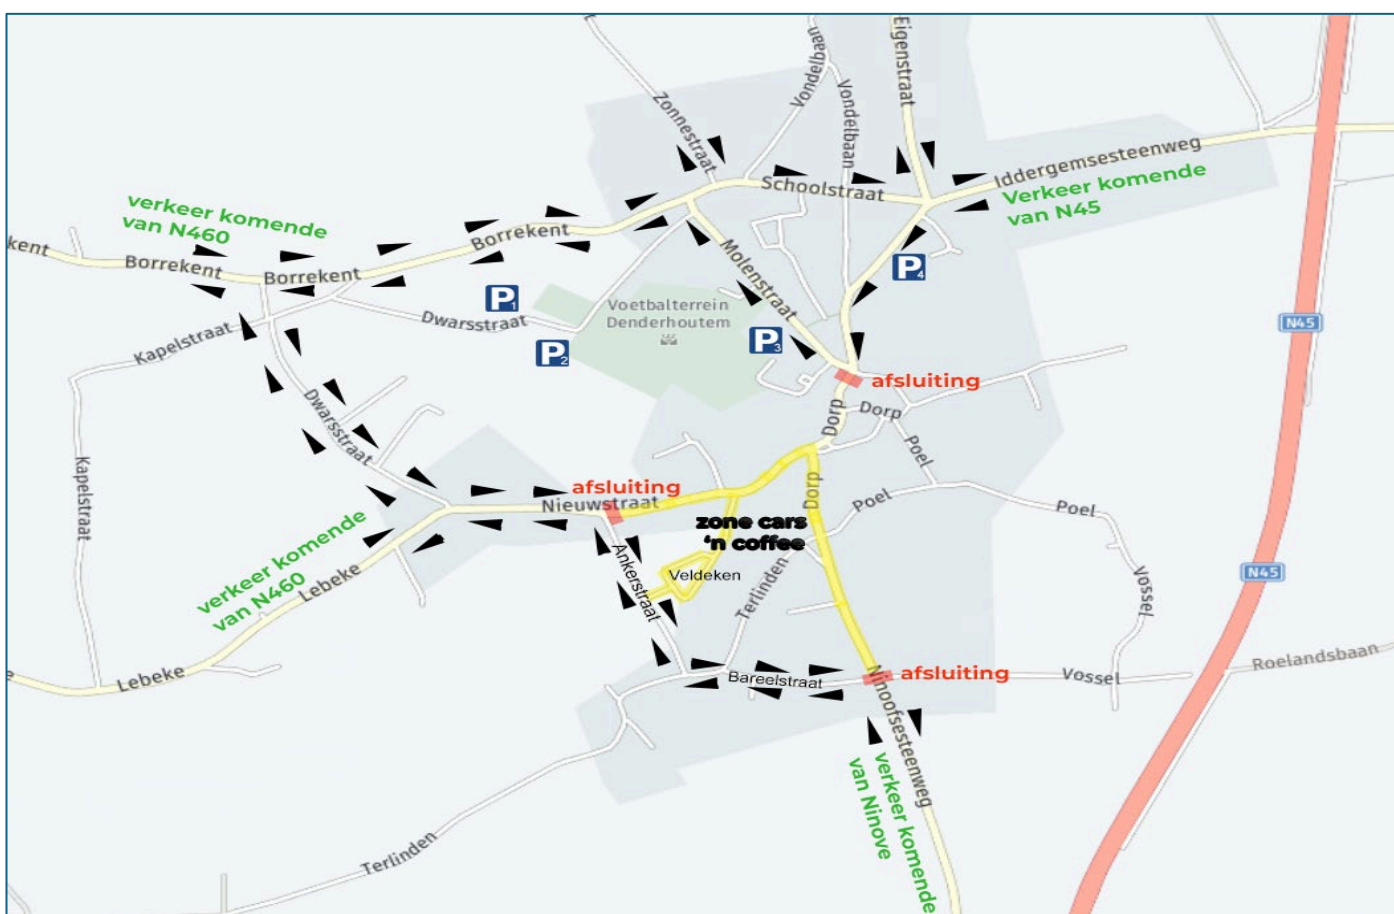 Eigenstraat
Vondelbaan
Zonnestraat
Vondelbaan
Iddergemsesteenweg
Schoolstraat
Verkeer komende
van N45
verkeer komende
van N460
Borrekent
kent
Borrekent
Borrekent
Molenstraat
P4
P1
Voetbalterrein
Denderhoutem
Dwarsstraat
N45
Kapelstraat
P3
P2
afsluiting
Dwarsstraat
Dorp
Dorp
Poel
Kapelstraat
afsluiting
Nieuwstraat
Dorp
Poel
Poel
zone cars
'n coffee
verkeer komende
van N460
Ankerstraat
Veldeken
N45
Lebeke
Terlinden
Vossel
Roelandsbaan
Lebeke
e
Bareelstraat
afsluiting
Vossel
Ninoofsesteenweg
verkeer komende
van Ninove
Terlinden